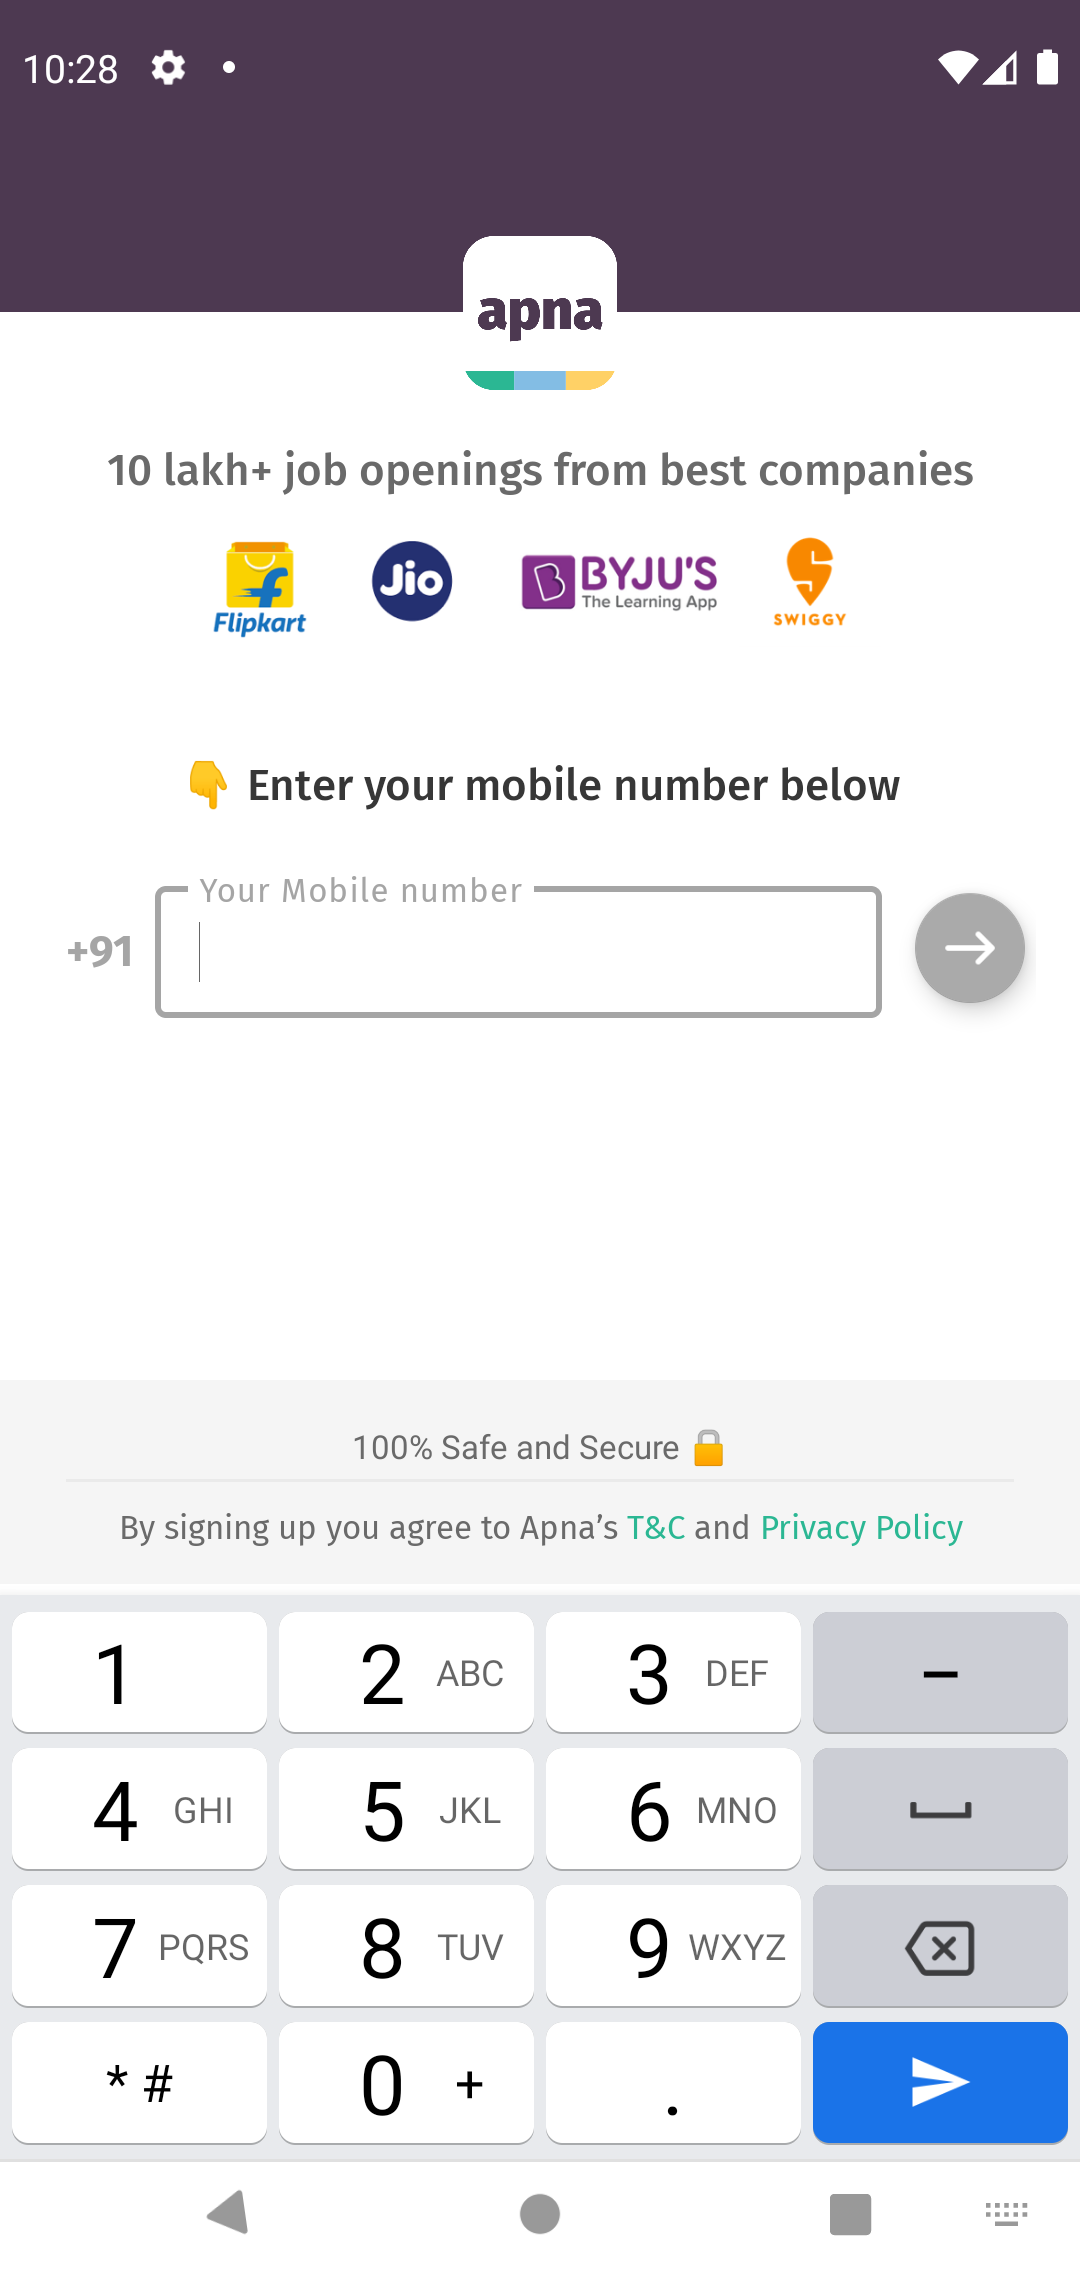 10:28
apna
10 lakh+ job openings from best companies
Flipkart
Jio
BYJU'S
The Learning App
SWIGGY
👇 Enter your mobile number below
Your Mobile number
+91
100% Safe and Secure 🔒
By signing up you agree to Apna’s T&C and Privacy Policy
1
2 ABC
3 DEF
–
4 GHI
5 JKL
6 MNO
7 PQRS
8 TUV
9 WXYZ
* #
0 +
.